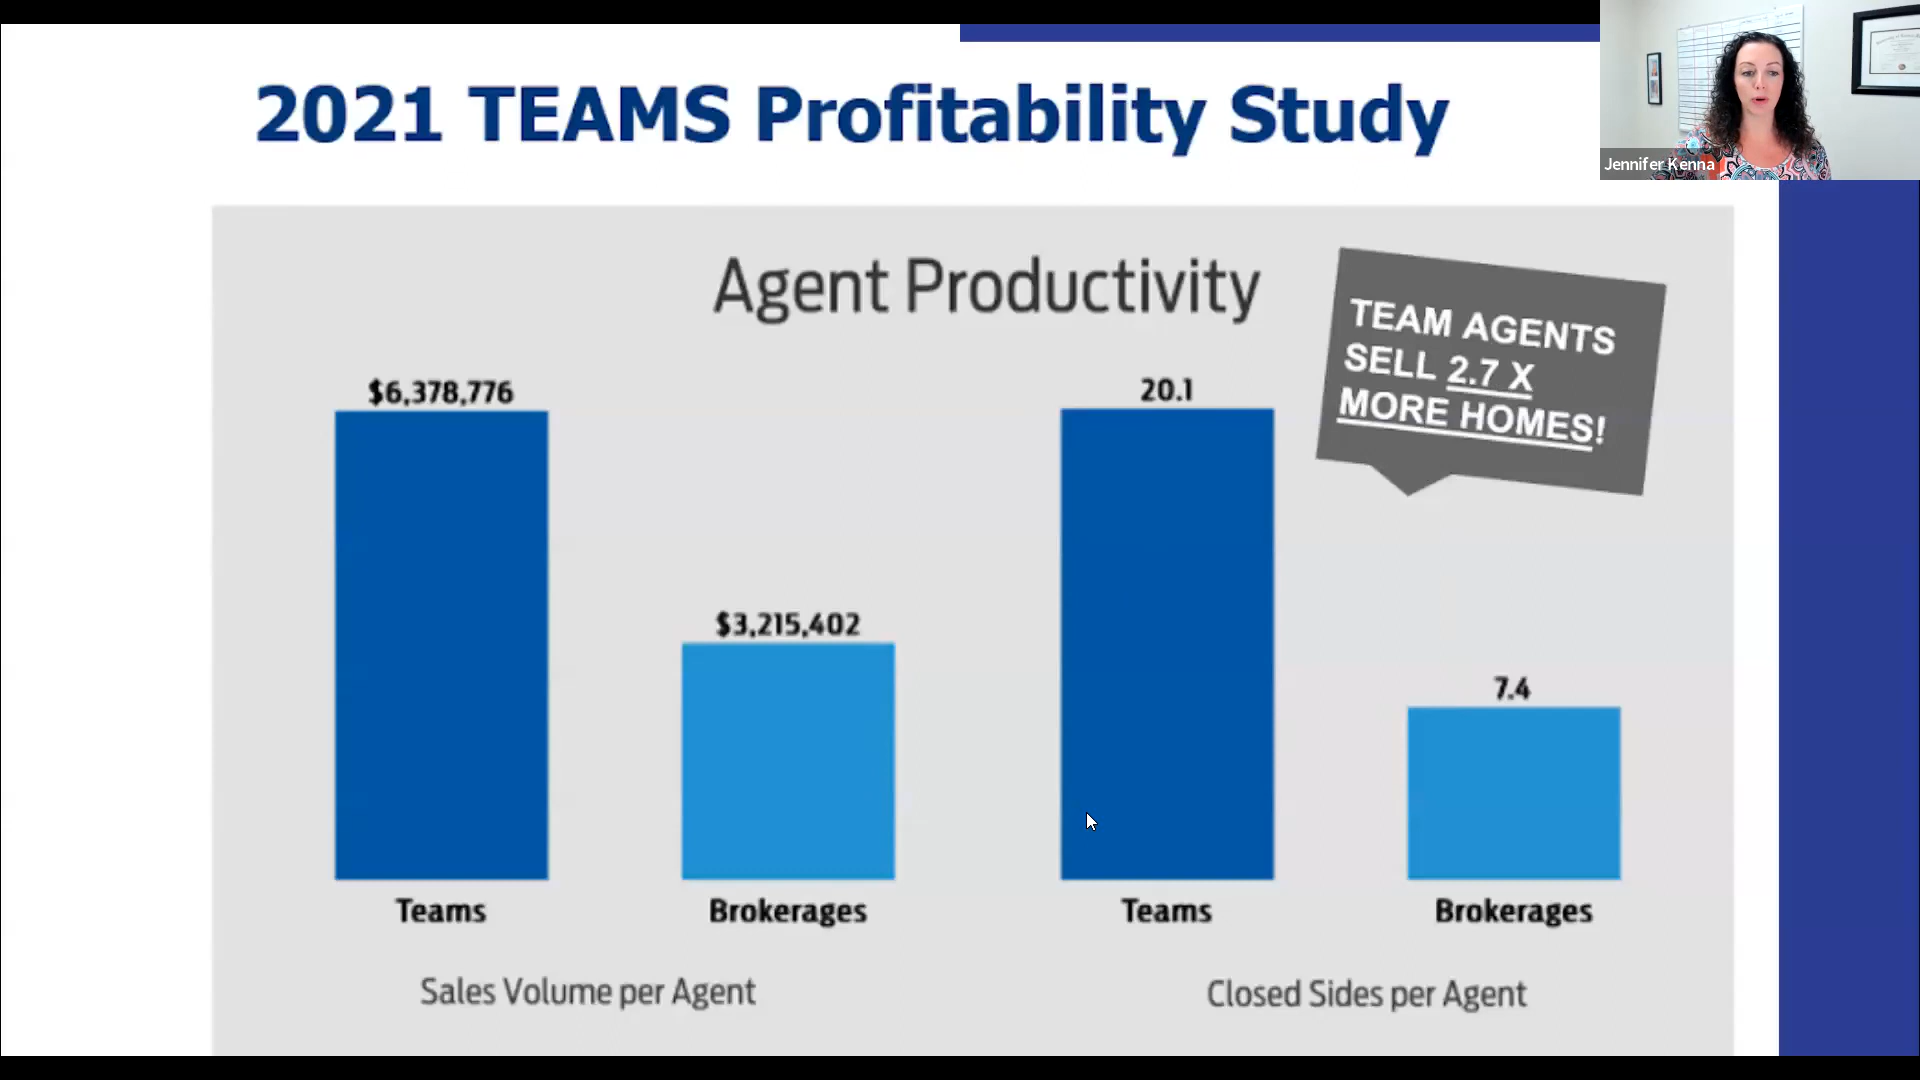 2021 TEAMS Profitability Study
Jennifer Kenna
Agent Productivity
TEAM AGENTS
SELL 2.7 X
MORE HOMES!
$6,378,776
$3,215,402
20.1
7.4
Teams
Brokerages
Teams
Brokerages
Sales Volume per Agent
Closed Sides per Agent